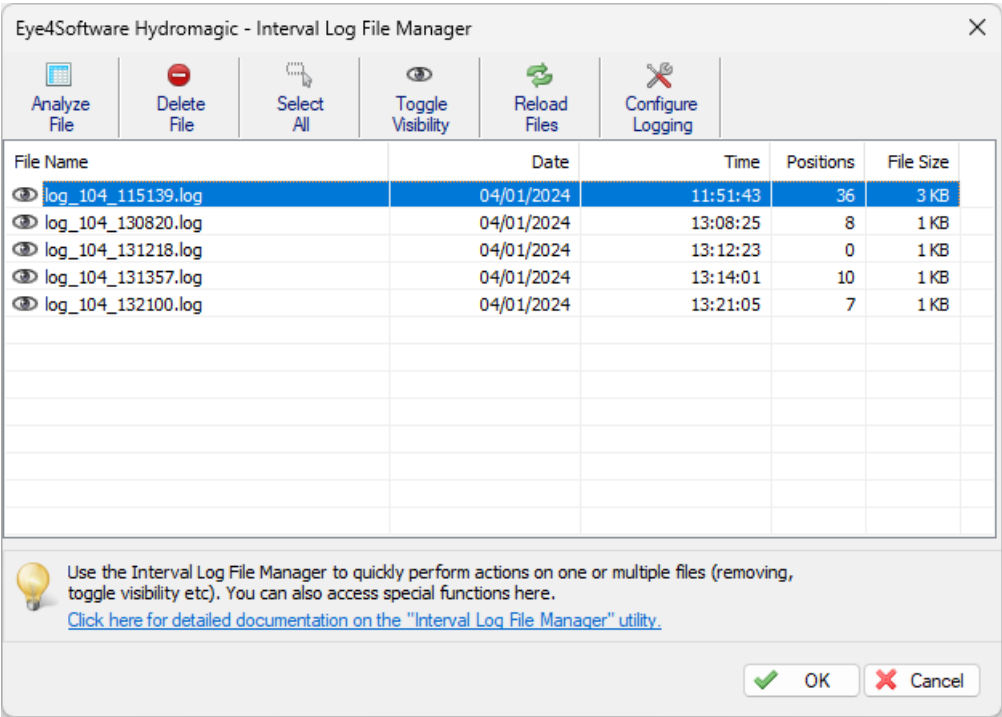 Eye4Software Hydromagic - Interval Log File Manager
Analyze File
Delete File
Select All
Toggle Visibility
Reload Files
Configure Logging
File Name Date Time Positions File Size
log_104_115139.log 04/01/2024 11:51:43 36 3 KB
log_104_130820.log 04/01/2024 13:08:25 8 1 KB
log_104_131218.log 04/01/2024 13:12:23 0 1 KB
log_104_131357.log 04/01/2024 13:14:01 10 1 KB
log_104_132100.log 04/01/2024 13:21:05 7 1 KB
Use the Interval Log File Manager to quickly perform actions on one or multiple files (removing,
toggle visibility etc). You can also access special functions here.
Click here for detailed documentation on the "Interval Log File Manager" utility.
OK Cancel